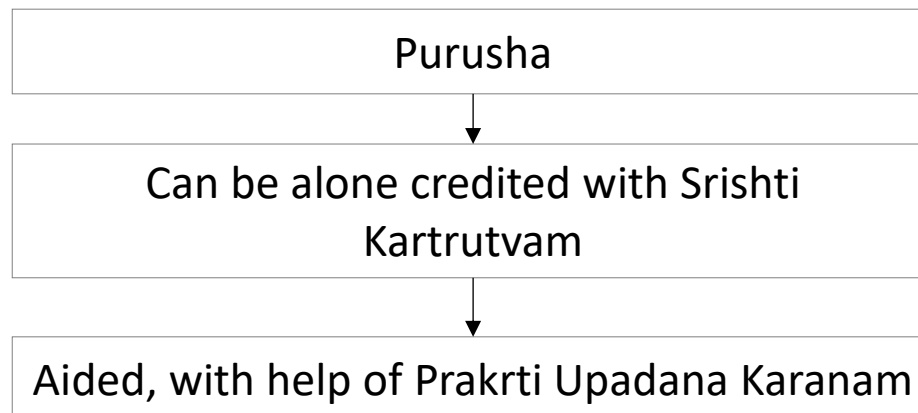 Purusha
Can be alone credited with Srishti
Kartrutvam
Aided, with help of Prakrti Upadana Karanam